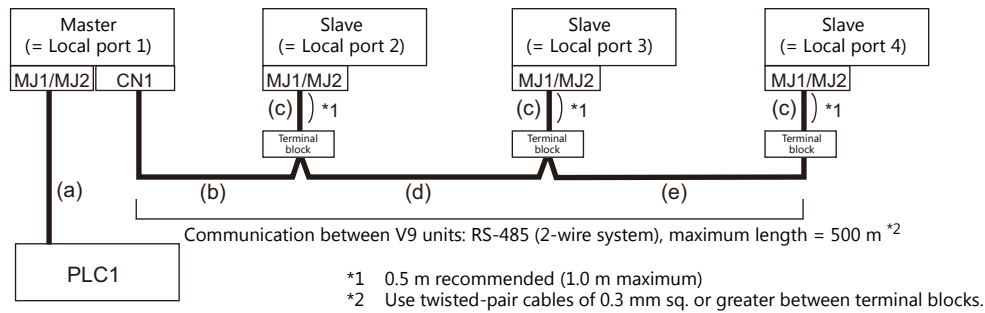 Master
(= Local port 1)
Slave
(= Local port 2)
Slave
(= Local port 3)
Slave
(= Local port 4)
MJ1/MJ2
CN1
MJ1/MJ2
MJ1/MJ2
MJ1/MJ2
(c)
*1
(c)
*1
(c)
*1
Terminal
block
Terminal
block
Terminal
block
(a)
(b)
(d)
(e)
Communication between V9 units: RS-485 (2-wire system), maximum length = 500 m *2
PLC1
*1 0.5 m recommended (1.0 m maximum)
*2 Use twisted-pair cables of 0.3 mm sq. or greater between terminal blocks.